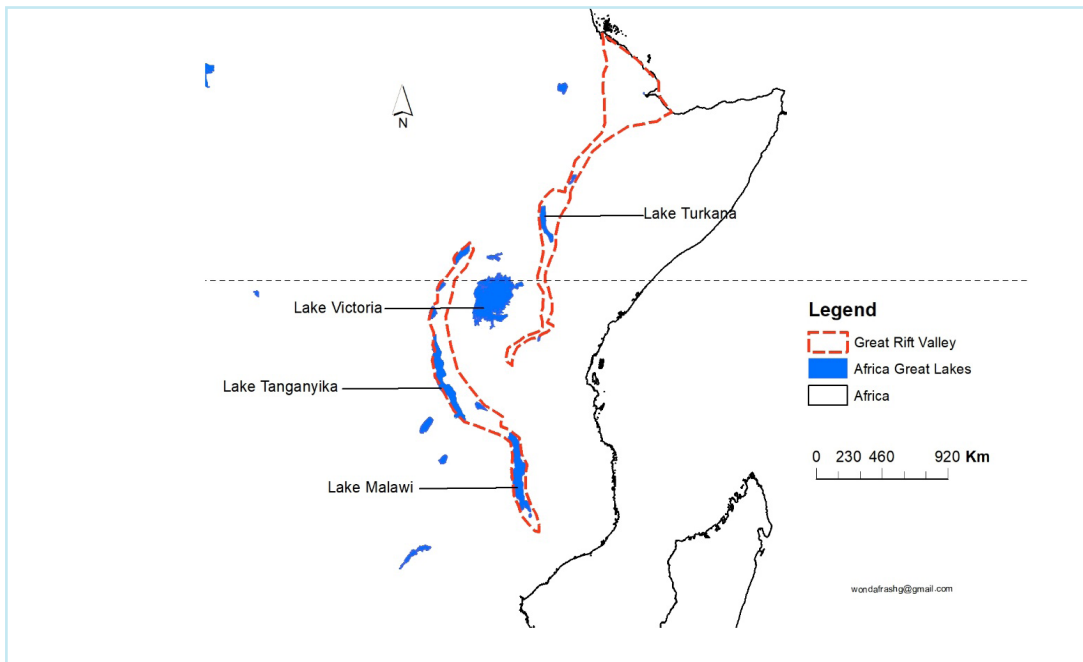 N
Lake Turkana
Lake Victoria
Legend
Great Rift Valley
Lake Tanganyika
Africa Great Lakes
Africa
0 230 460 920 Km
Lake Malawi
wondafrashg@gmail.com